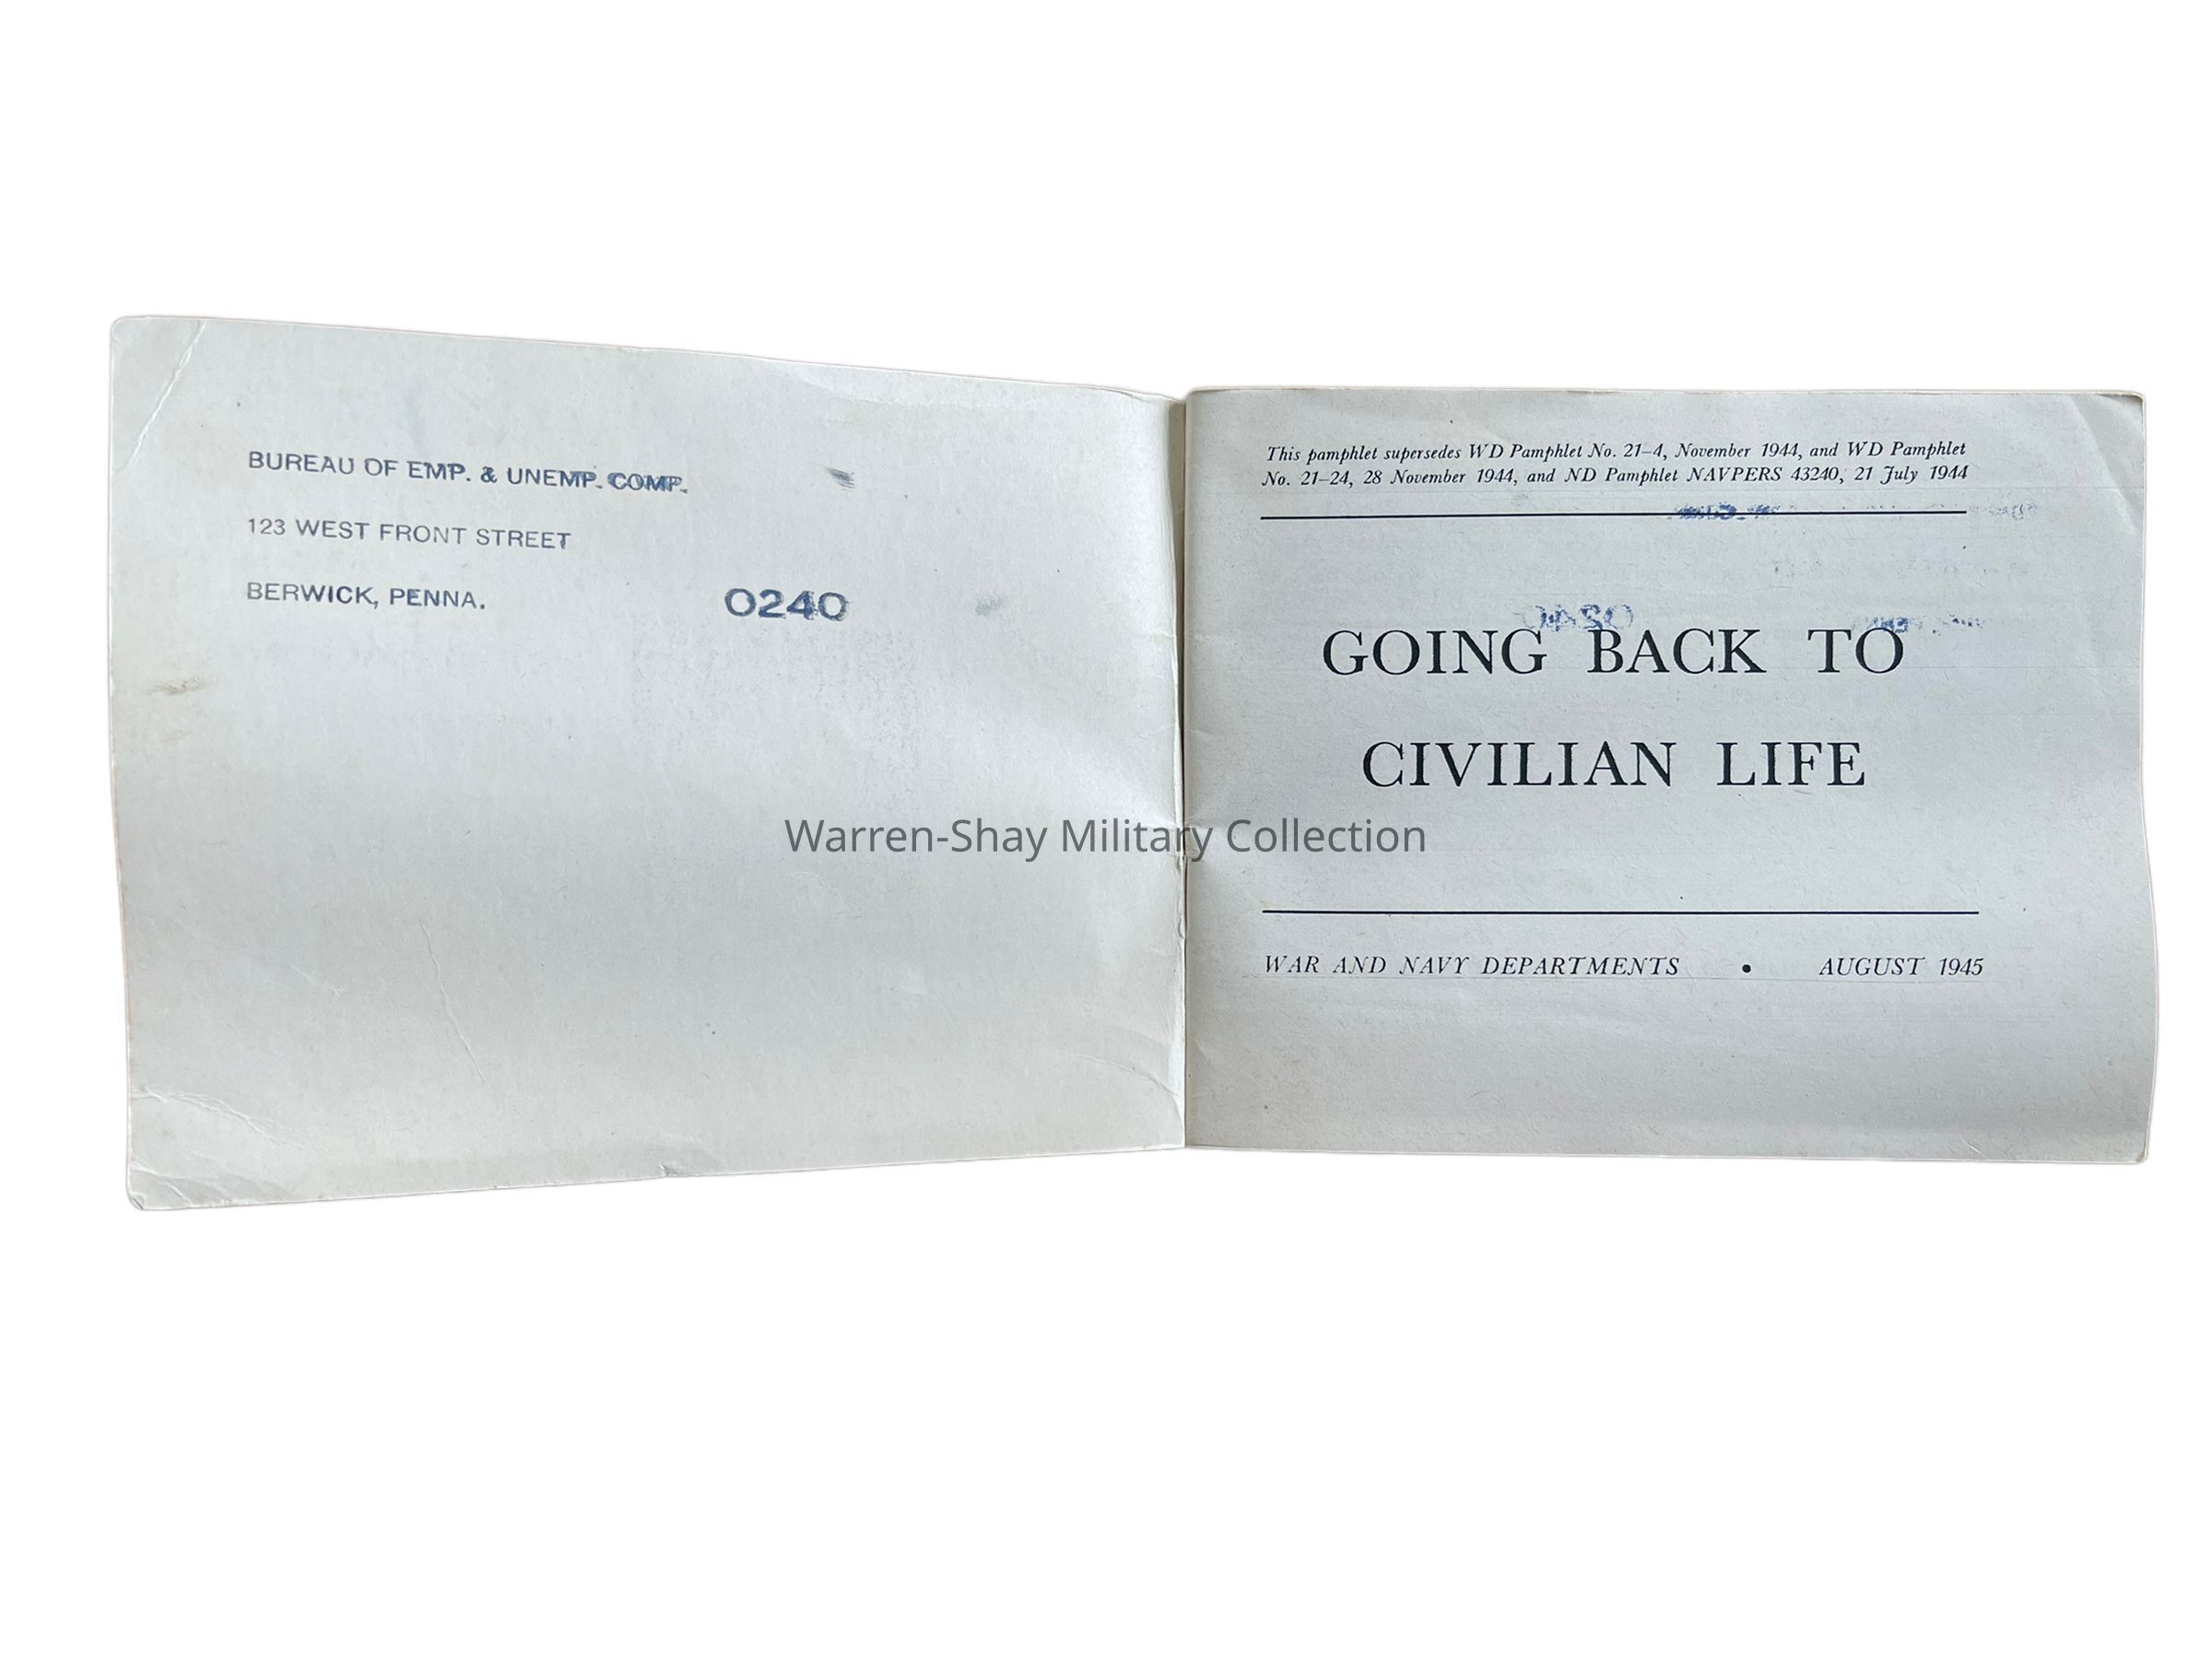 BUREAU OF EMP. & UNEMP. COMP.
123 WEST FRONT STREET
BERWICK, PENNA.
0240
This pamphlet supersedes WD Pamphlet No. 21–4, November 1944, and WD Pamphlet
No. 21–24, 28 November 1944, and ND Pamphlet NAVPERS 43240, 21 July 1944
GOING BACK TO
CIVILIAN LIFE
WAR AND NAVY DEPARTMENTS • AUGUST 1945
Warren-Shay Military Collection